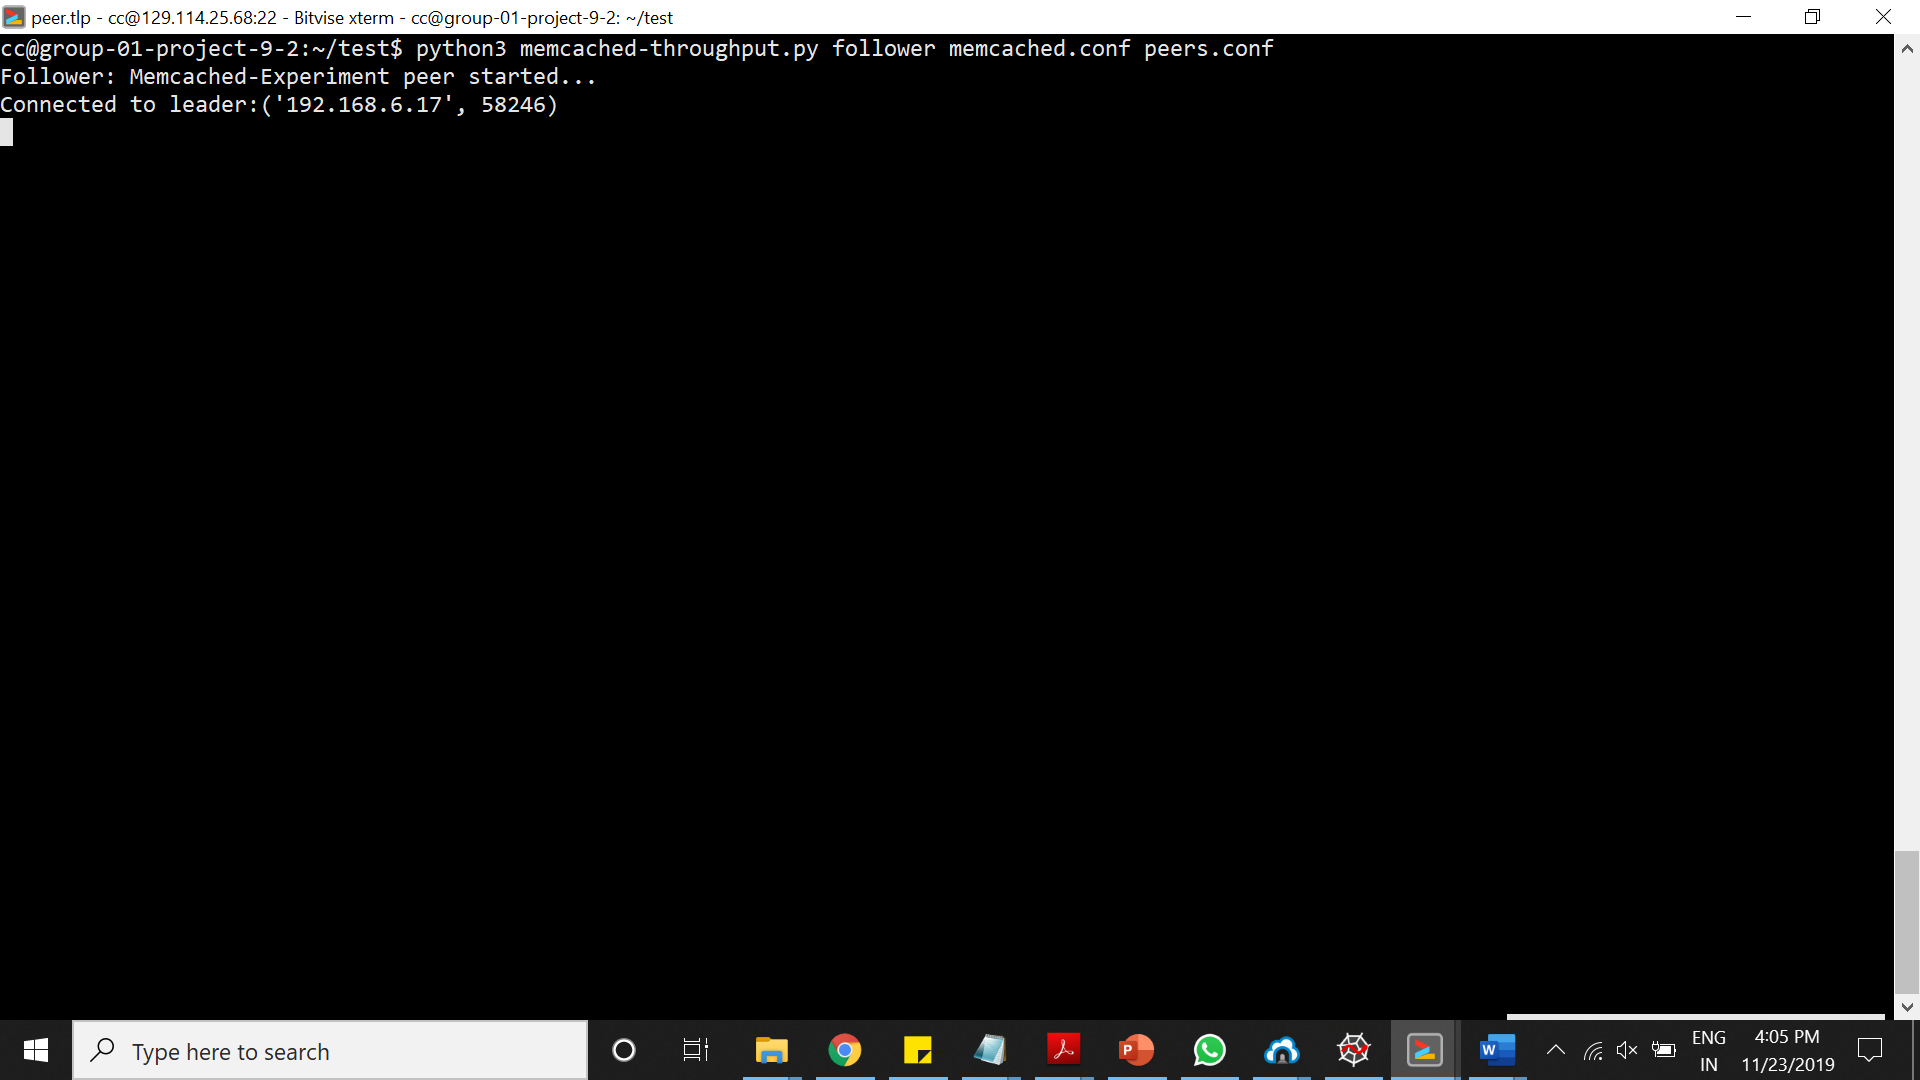 peer.tlp - cc@129.114.25.68:22 - Bitvise xterm - cc@group-01-project-9-2: ~/test
cc@group-01-project-9-2:~/test$ python3 memcached-throughput.py follower memcached.conf peers.conf
Follower: Memcached-Experiment peer started...
Connected to leader:('192.168.6.17', 58246)
Type here to search
P
W
ENG
IN
4:05 PM
11/23/2019